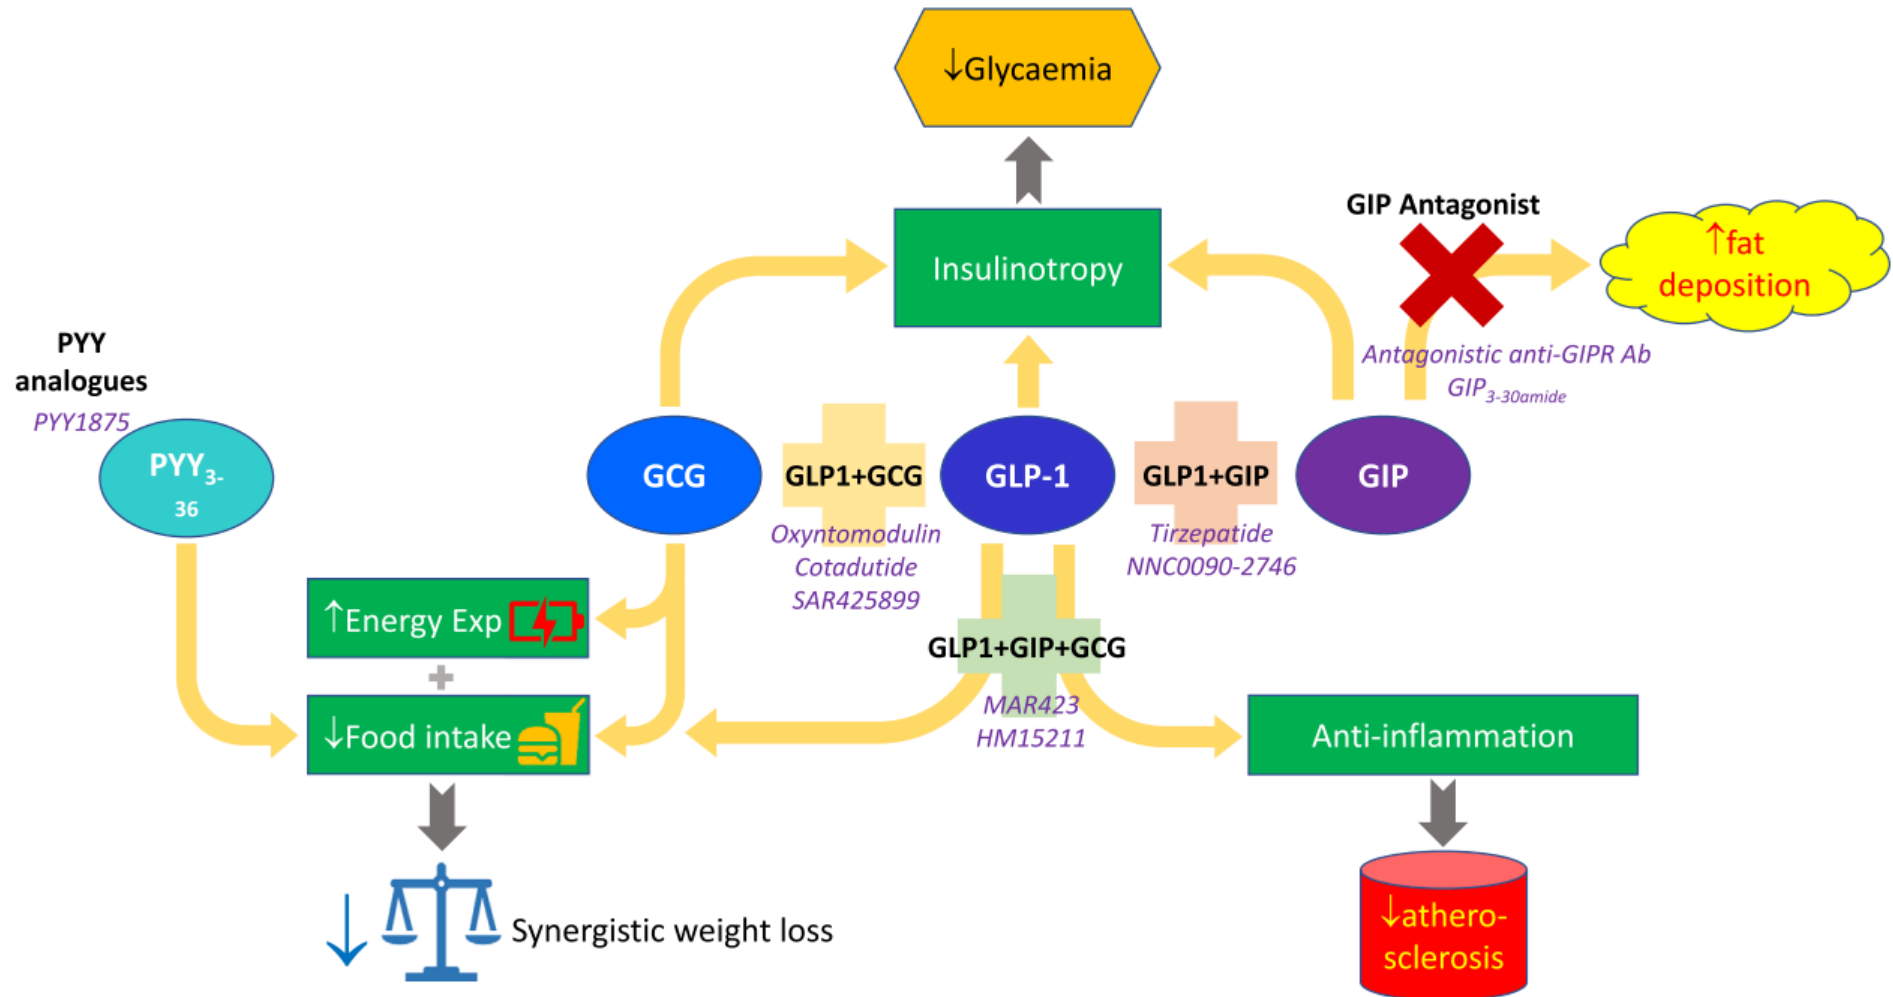 ↓Glycaemia
GIP Antagonist
↑fat
deposition
Insulinotropy
PYY
analogues
PYY1875
Antagonistic anti-GIPR Ab
GIP3-30amide
PYY3-
36
GCG
GLP1+GCG
GLP-1
GLP1+GIP
GIP
Oxyntomodulin
Cotadutide
SAR425899
Tirzepatide
NNC0090-2746
↑Energy Exp
+
↓Food intake
GLP1+GIP+GCG
MAR423
HM15211
Anti-inflammation
Synergistic weight loss
↓athero-
sclerosis